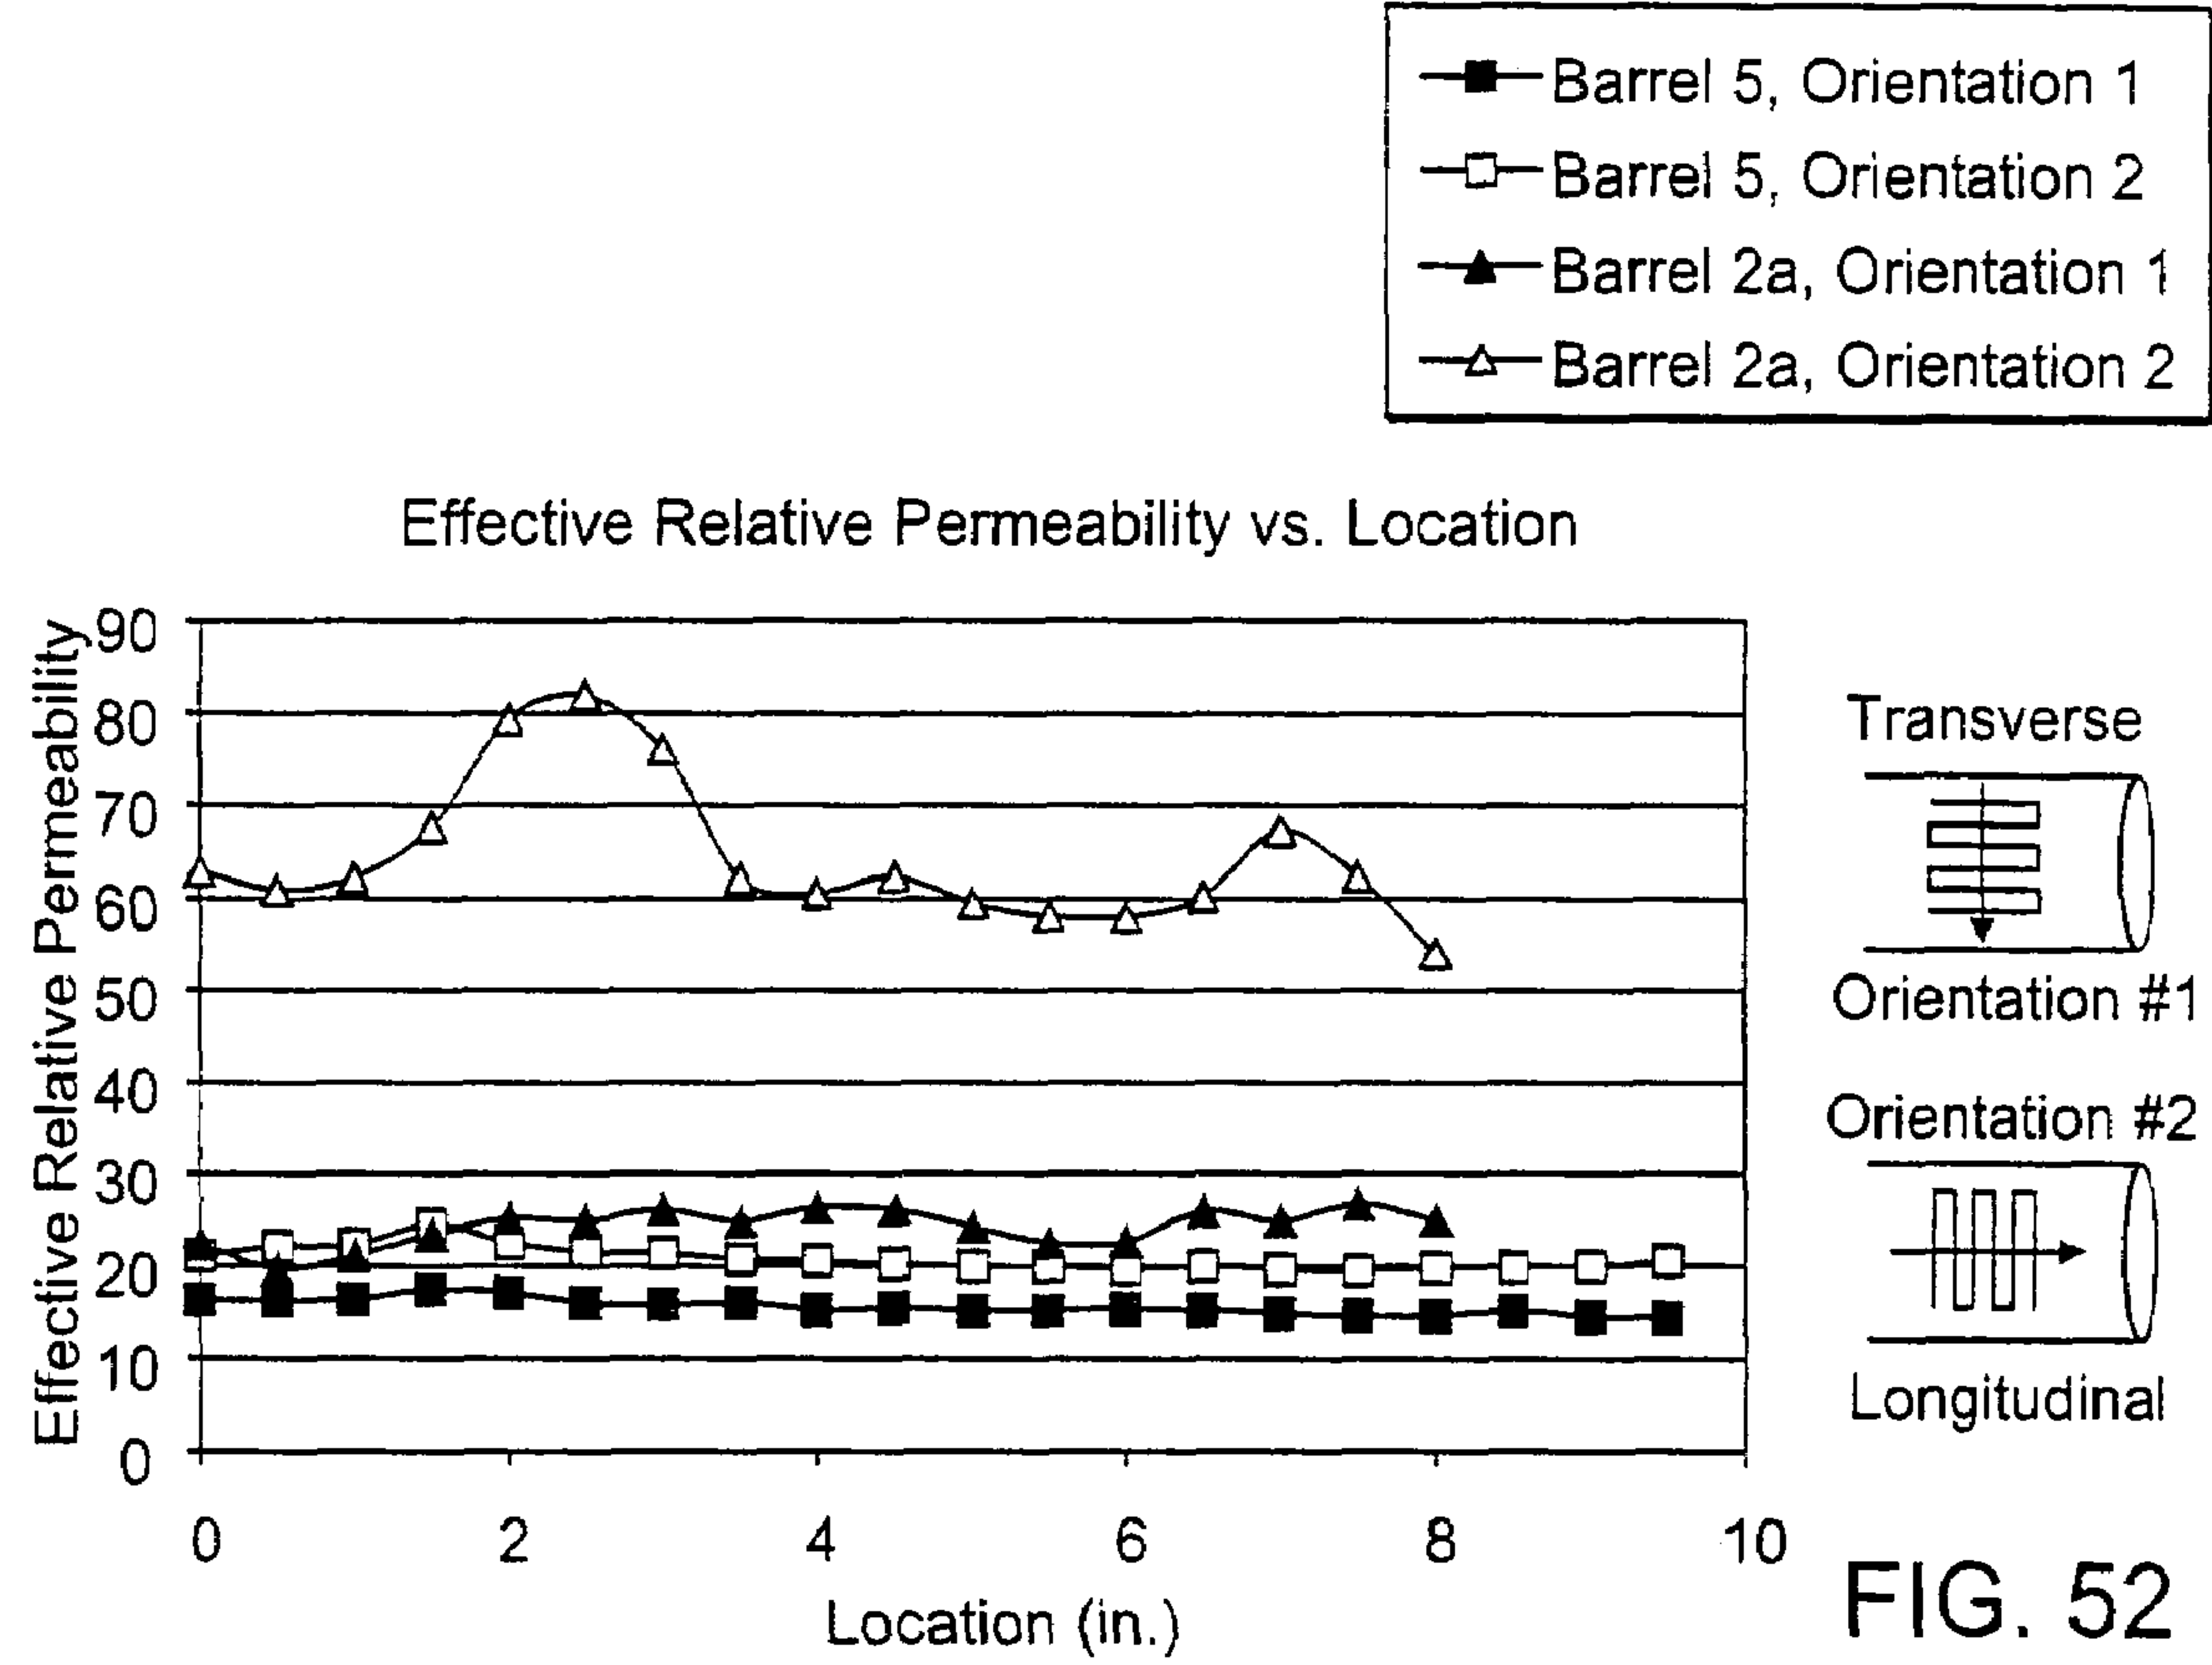 Barrel 5, Orientation 1
Barrel 5, Orientation 2
Barrel 2a, Orientation 1
Barrel 2a, Orientation 2
Effective Relative Permeability vs. Location
Effective Relative Permeability
90
80
70
60
50
40
30
20
10
0
0 2 4 6 8 10
Location (in.)
Transverse
Orientation #1
Orientation #2
Longitudinal
FIG. 52